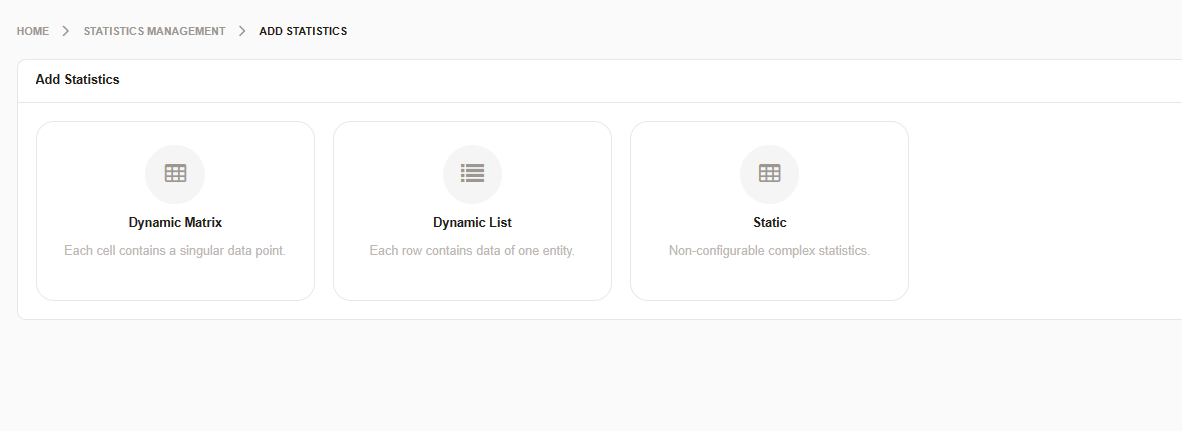 HOME STATISTICS MANAGEMENT ADD STATISTICS
Add Statistics
Dynamic Matrix
Each cell contains a singular data point.
Dynamic List
Each row contains data of one entity.
Static
Non-configurable complex statistics.